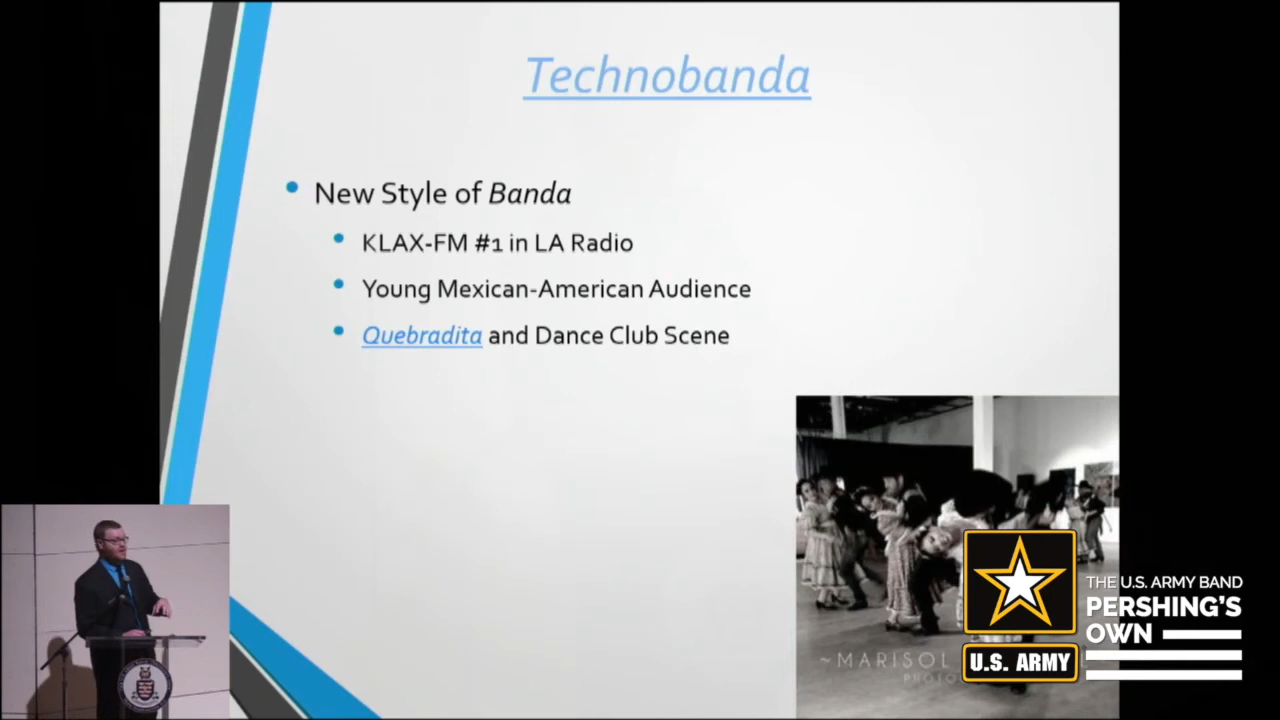 Technobanda
New Style of Banda
KLAX-FM #1 in LA Radio
Young Mexican-American Audience
Quebradita and Dance Club Scene
~MARISOL
THE U.S. ARMY BAND
PERSHING'S
OWN
U.S. ARMY